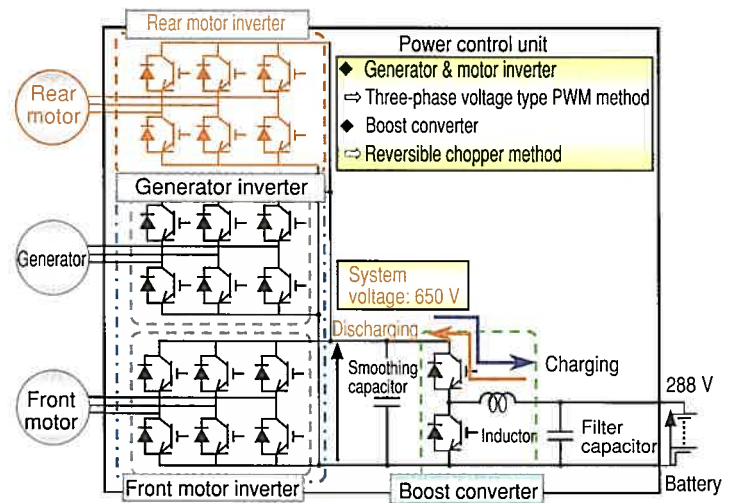 Rear motor inverter
Power control unit
◆ Generator & motor inverter
⇨ Three-phase voltage type PWM method
◆ Boost converter
⇨ Reversible chopper method
Rear
motor
Generator inverter
Generator
System
voltage: 650 V
Discharging
Charging
Smoothing
capacitor
288 V
Front
motor
Inductor
Filter
capacitor
Battery
Front motor inverter
Boost converter